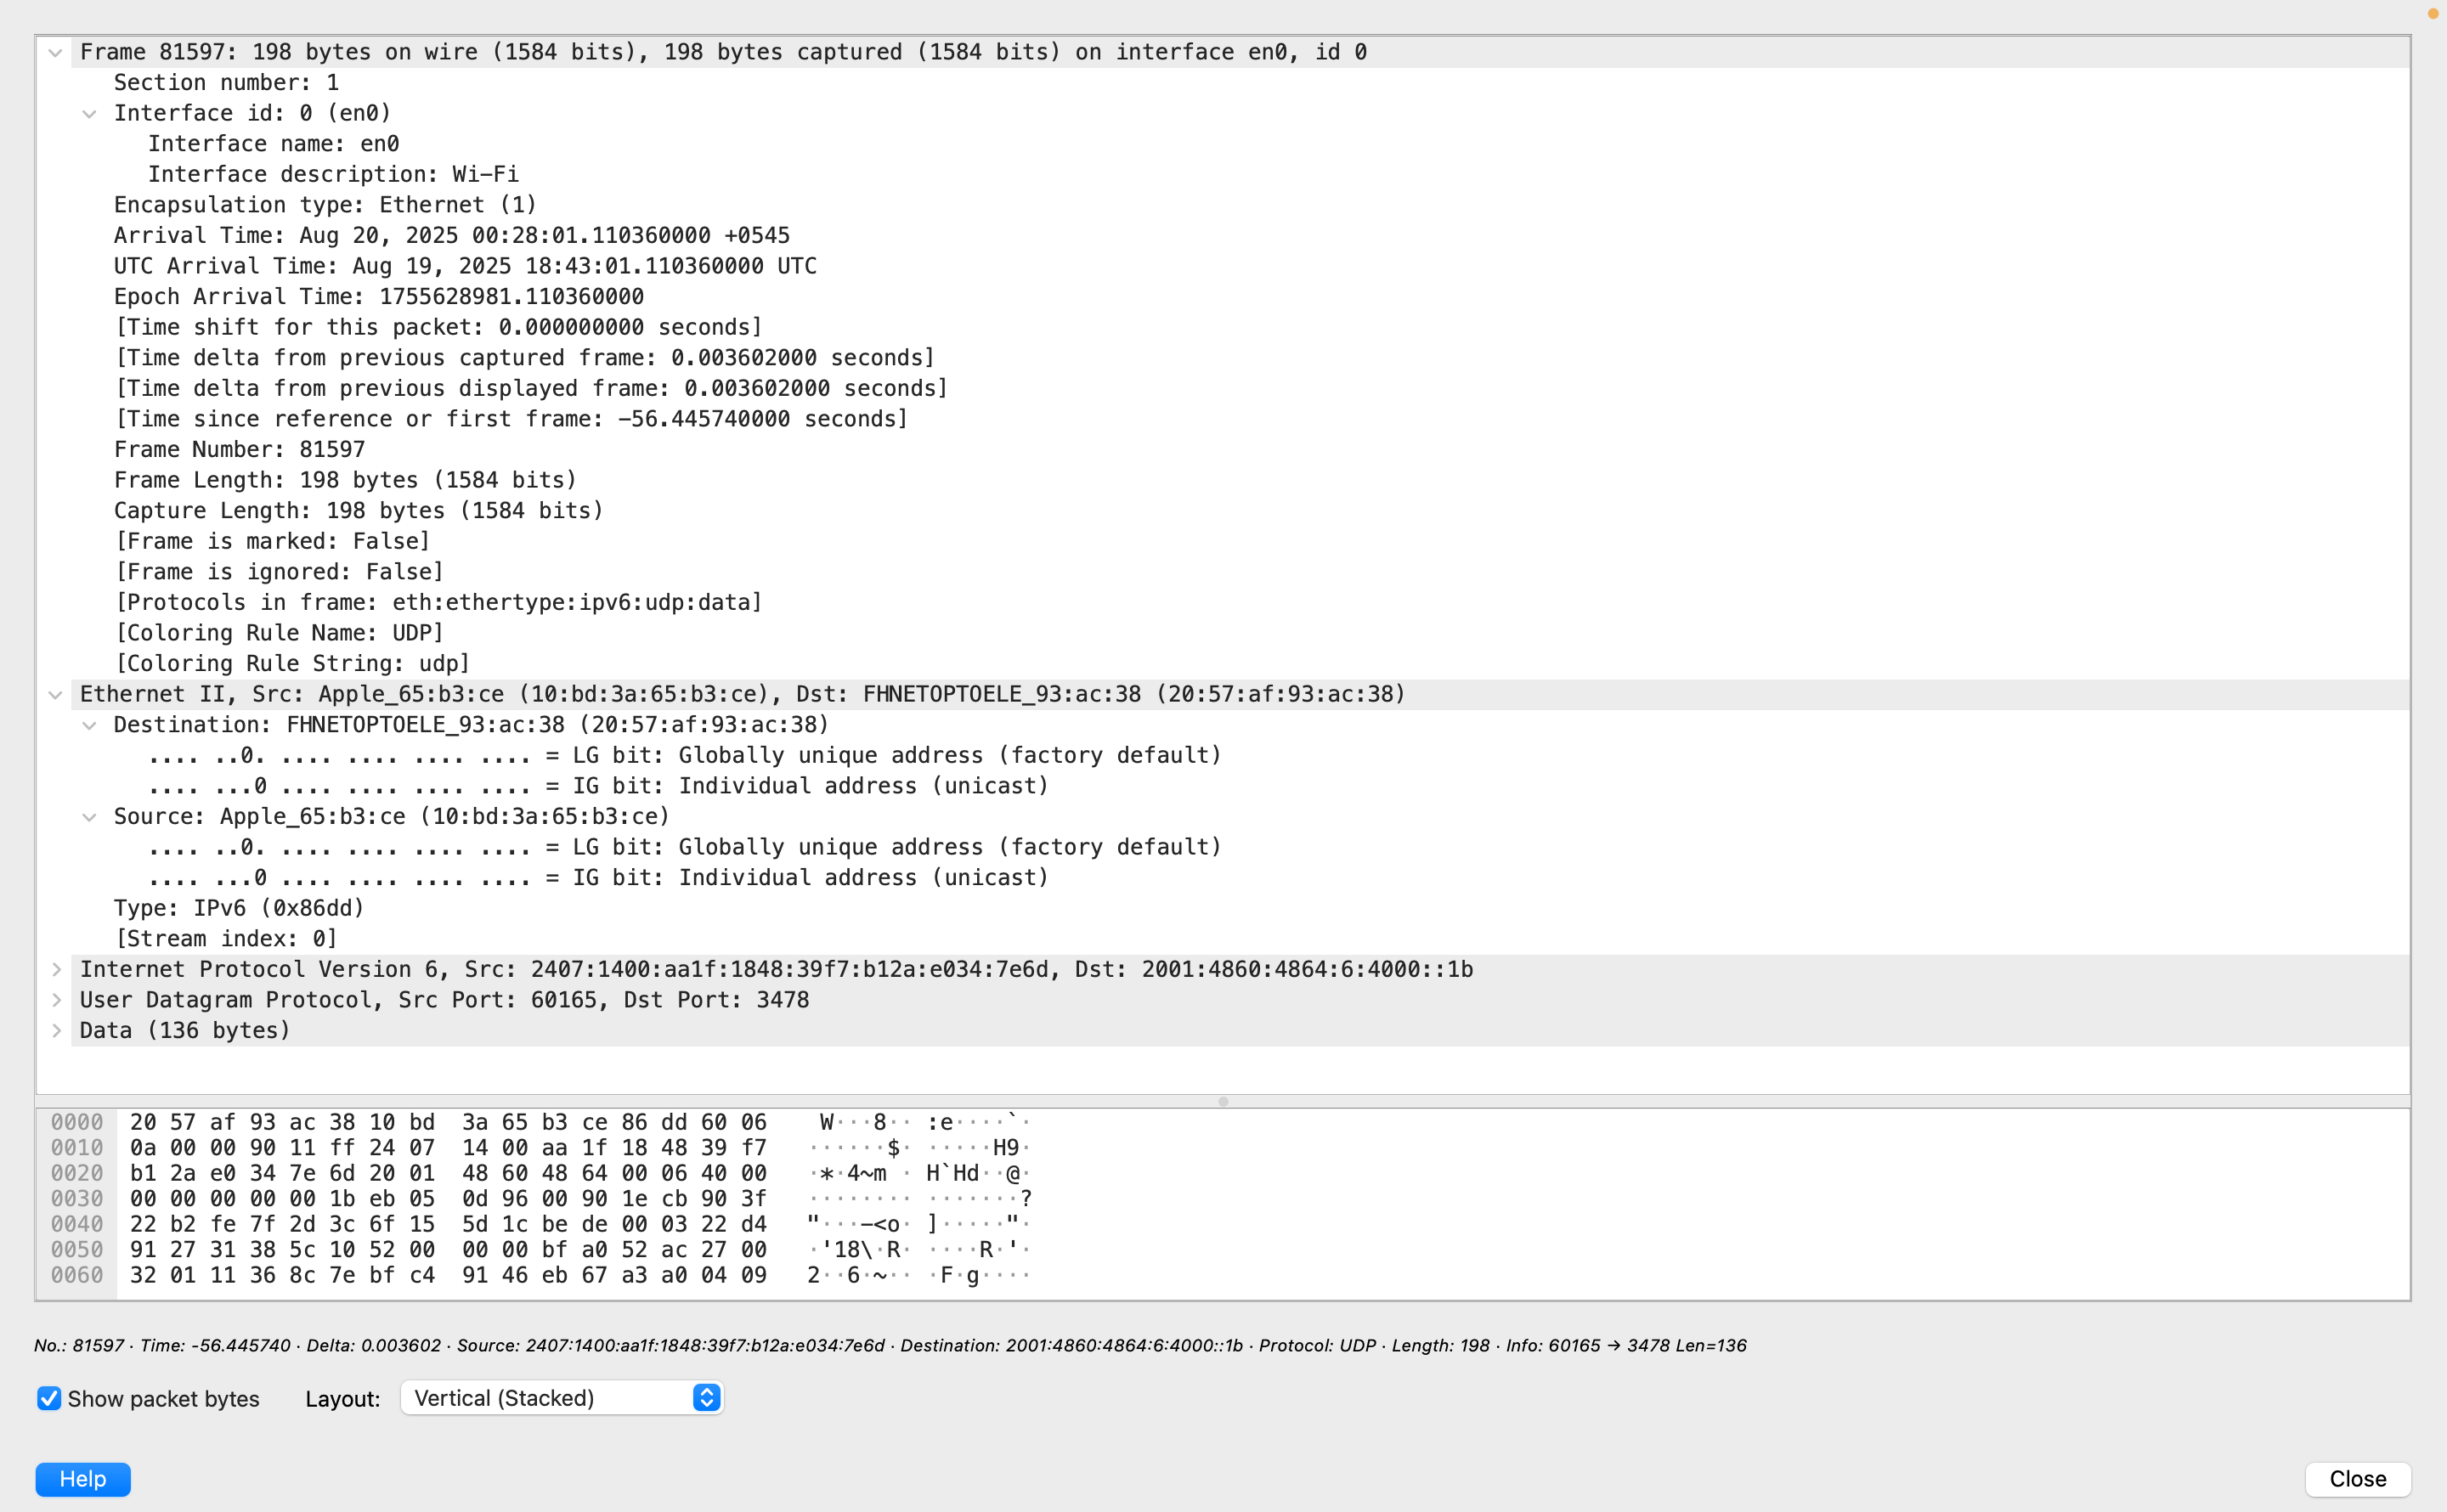 Frame 81597: 198 bytes on wire (1584 bits), 198 bytes captured (1584 bits) on interface en0, id 0
Section number: 1
Interface id: 0 (en0)
Interface name: en0
Interface description: Wi-Fi
Encapsulation type: Ethernet (1)
Arrival Time: Aug 20, 2025 00:28:01.110360000 +0545
UTC Arrival Time: Aug 19, 2025 18:43:01.110360000 UTC
Epoch Arrival Time: 1755628981.110360000
[Time shift for this packet: 0.000000000 seconds]
[Time delta from previous captured frame: 0.003602000 seconds]
[Time delta from previous displayed frame: 0.003602000 seconds]
[Time since reference or first frame: -56.445740000 seconds]
Frame Number: 81597
Frame Length: 198 bytes (1584 bits)
Capture Length: 198 bytes (1584 bits)
[Frame is marked: False]
[Frame is ignored: False]
[Protocols in frame: eth:ethertype:ipv6:udp:data]
[Coloring Rule Name: UDP]
[Coloring Rule String: udp]
Ethernet II, Src: Apple_65:b3:ce (10:bd:3a:65:b3:ce), Dst: FHNETOPTOELE_93:ac:38 (20:57:af:93:ac:38)
Destination: FHNETOPTOELE_93:ac:38 (20:57:af:93:ac:38)
.... ..0. .... .... .... .... = LG bit: Globally unique address (factory default)
.... ...0 .... .... .... .... = IG bit: Individual address (unicast)
Source: Apple_65:b3:ce (10:bd:3a:65:b3:ce)
.... ..0. .... .... .... .... = LG bit: Globally unique address (factory default)
.... ...0 .... .... .... .... = IG bit: Individual address (unicast)
Type: IPv6 (0x86dd)
[Stream index: 0]
Internet Protocol Version 6, Src: 2407:1400:aa1f:1848:39f7:b12a:e034:7e6d, Dst: 2001:4860:4864:6:4000::1b
User Datagram Protocol, Src Port: 60165, Dst Port: 3478
Data (136 bytes)
0000 20 57 af 93 ac 38 10 bd 3a 65 b3 ce 86 dd 60 06 W···8·· :e····`·
0010 0a 00 00 90 11 ff 24 07 14 00 aa 1f 18 48 39 f7 ······$· ·····H9·
0020 b1 2a e0 34 7e 6d 20 01 48 60 48 64 00 06 40 00 ·*·4~m · H`Hd··@·
0030 00 00 00 00 00 1b eb 05 0d 96 00 90 1e cb 90 3f ········ ·······?
0040 22 b2 fe 7f 2d 3c 6f 15 5d 1c be de 00 03 22 d4 "···-<o· ]·····"·
0050 91 27 31 38 5c 10 52 00 00 00 bf a0 52 ac 27 00 ·'18\·R· ····R·'·
0060 32 01 11 36 8c 7e bf c4 91 46 eb 67 a3 a0 04 09 2··6·~·· ·F·g····
No.: 81597 · Time: -56.445740 · Delta: 0.003602 · Source: 2407:1400:aa1f:1848:39f7:b12a:e034:7e6d · Destination: 2001:4860:4864:6:4000::1b · Protocol: UDP · Length: 198 · Info: 60165 → 3478 Len=136
Show packet bytes Layout: Vertical (Stacked)
Help Close